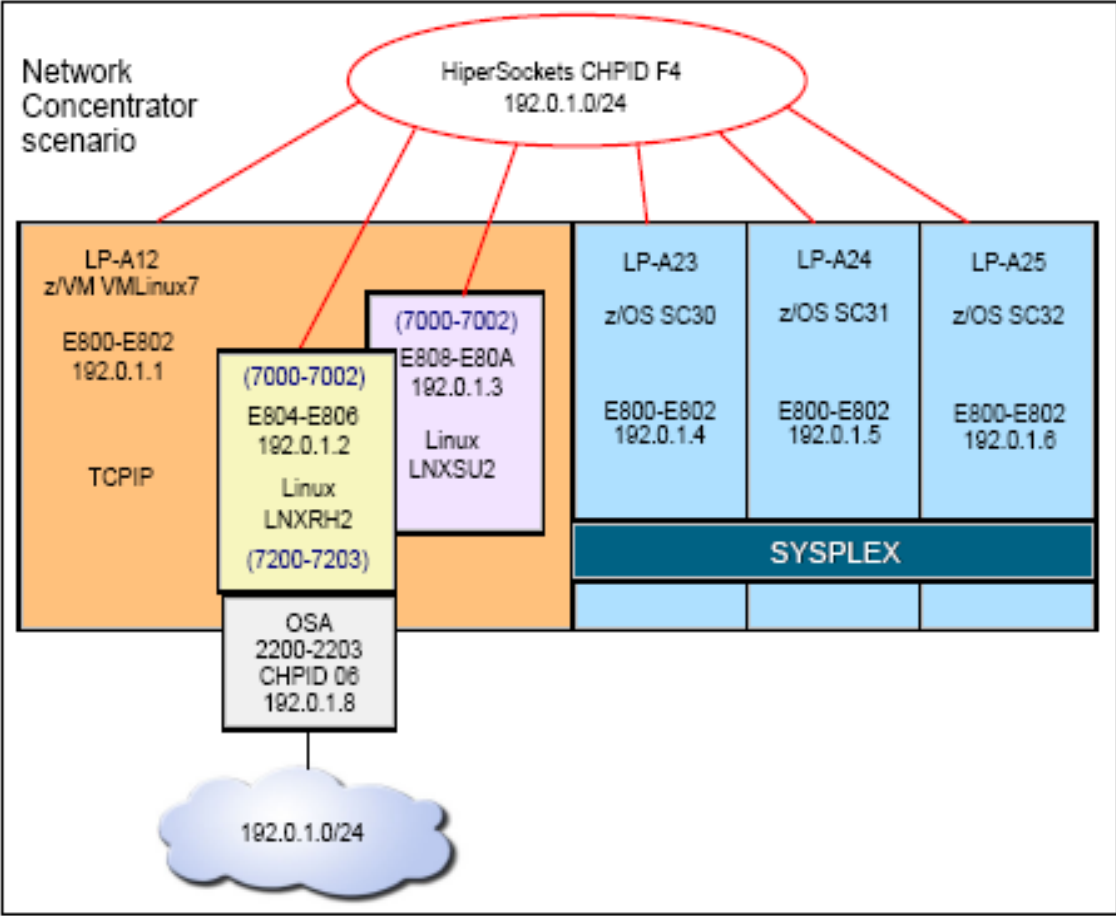 Network
Concentrator
scenario
HiperSockets CHPID F4
192.0.1.0/24
LP-A12
z/VM VMLinux7
E800-E802
192.0.1.1
TCPIP
(7000-7002)
E804-E806
192.0.1.2
Linux
LNXRH2
(7200-7203)
(7000-7002)
E808-E80A
192.0.1.3
Linux
LNXSU2
OSA
2200-2203
CHPID 06
192.0.1.8
192.0.1.0/24
LP-A23
z/OS SC30
E800-E802
192.0.1.4
LP-A24
z/OS SC31
E800-E802
192.0.1.5
LP-A25
z/OS SC32
E800-E802
192.0.1.6
SYSPLEX